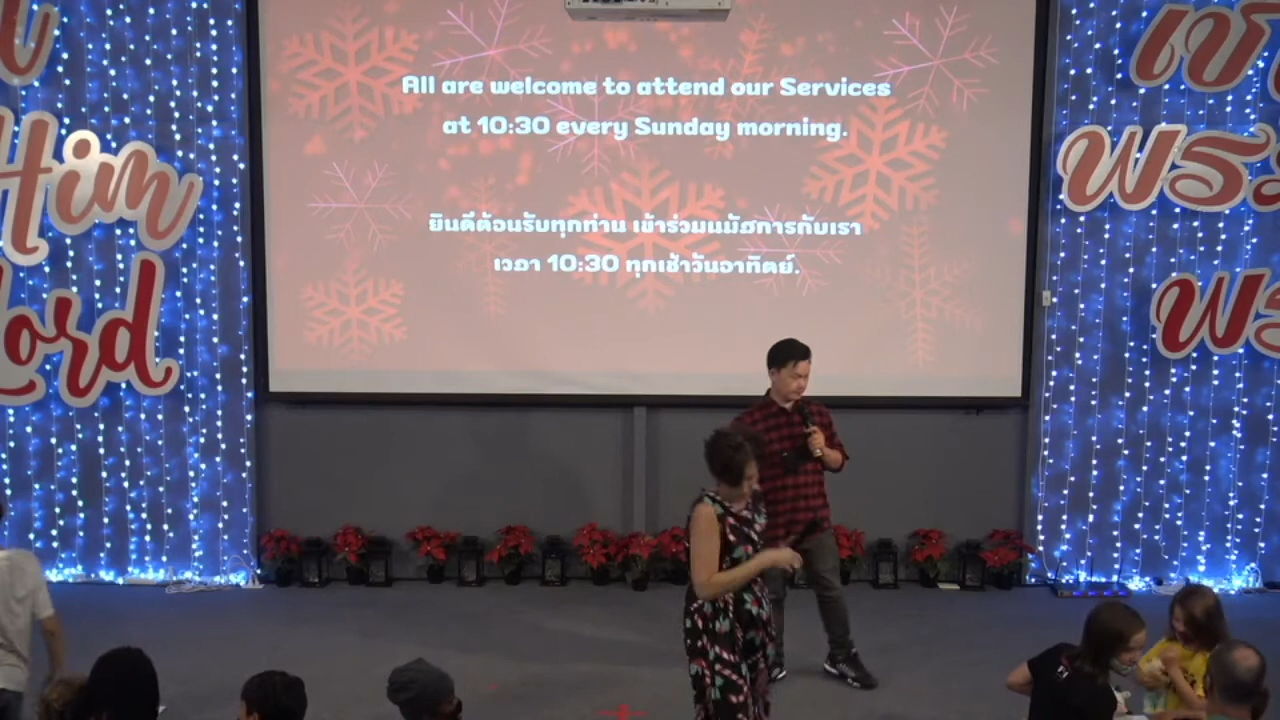 All are welcome to attend our Services
at 10:30 every Sunday morning.
ยินดีต้อนรับทุกท่าน เข้าร่วมนมัสการกับเรา
เวลา 10:30 ทุกเช้าวันอาทิตย์.
Him
Lord